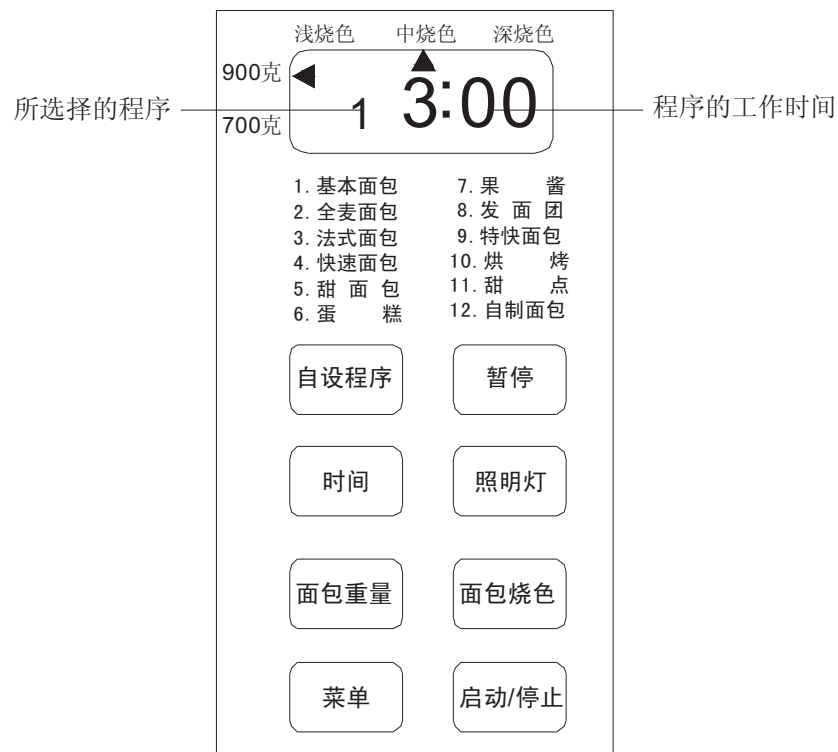 浅烧色 中烧色 深烧色
900克
所选择的程序 1 3:00 程序的工作时间
700克
1. 基本面包 7. 果 酱
2. 全麦面包 8. 发 面 团
3. 法式面包 9. 特快面包
4. 快速面包 10. 烘 烤
5. 甜 面 包 11. 甜 点
6. 蛋 糕 12. 自制面包
自设程序 暂停
时间 照明灯
面包重量 面包烧色
菜单 启动/停止